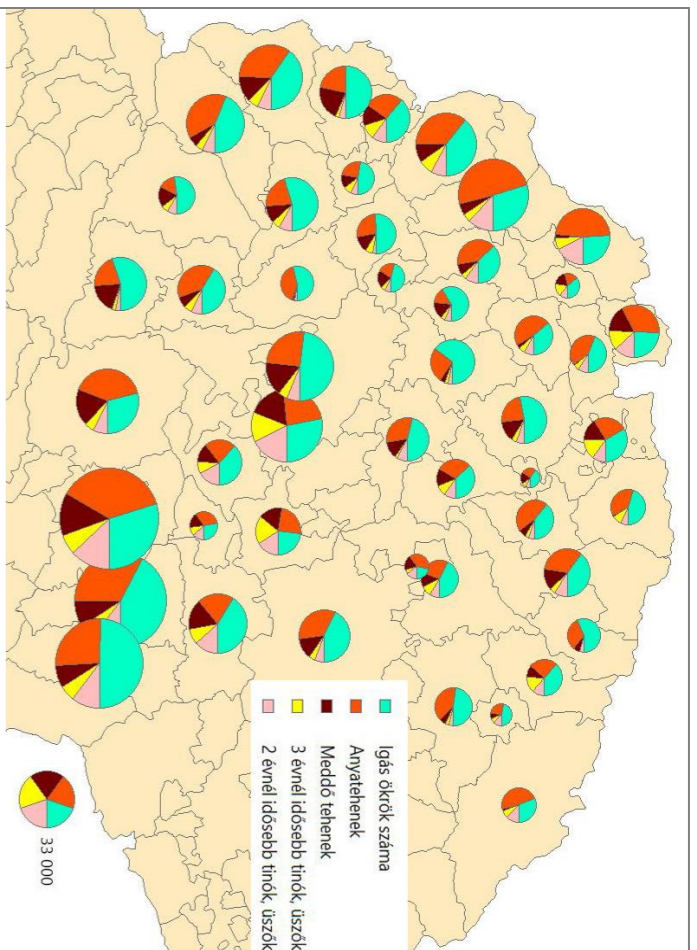 Igás ökrök száma
Anyatehenek
Meddő tehenek
3 évnél idősebb tinók, üszők
2 évnél idősebb tinók, üszők
33 000